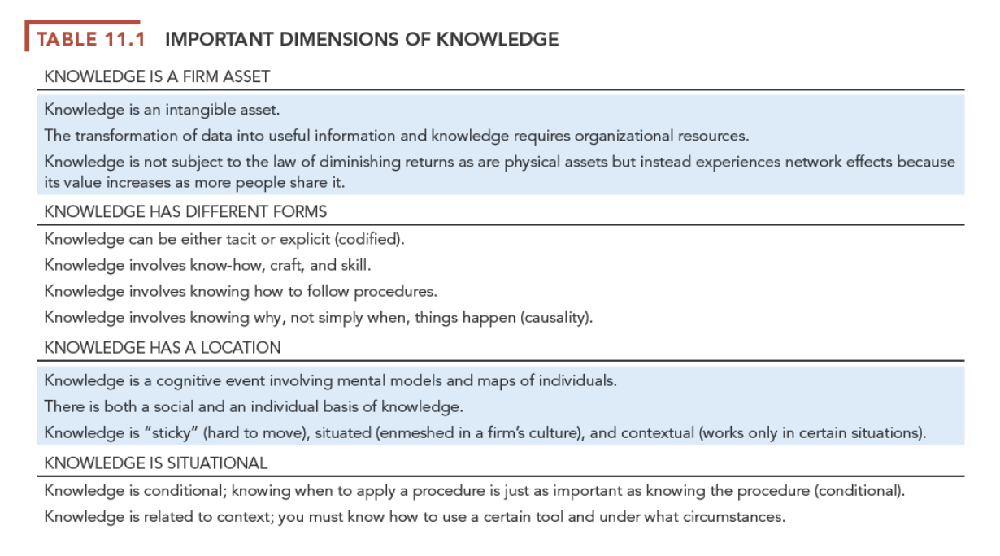 TABLE 11.1 IMPORTANT DIMENSIONS OF KNOWLEDGE
KNOWLEDGE IS A FIRM ASSET
Knowledge is an intangible asset.
The transformation of data into useful information and knowledge requires organizational resources.
Knowledge is not subject to the law of diminishing returns as are physical assets but instead experiences network effects because
its value increases as more people share it.
KNOWLEDGE HAS DIFFERENT FORMS
Knowledge can be either tacit or explicit (codified).
Knowledge involves know-how, craft, and skill.
Knowledge involves knowing how to follow procedures.
Knowledge involves knowing why, not simply when, things happen (causality).
KNOWLEDGE HAS A LOCATION
Knowledge is a cognitive event involving mental models and maps of individuals.
There is both a social and an individual basis of knowledge.
Knowledge is “sticky” (hard to move), situated (enmeshed in a firm’s culture), and contextual (works only in certain situations).
KNOWLEDGE IS SITUATIONAL
Knowledge is conditional; knowing when to apply a procedure is just as important as knowing the procedure (conditional).
Knowledge is related to context; you must know how to use a certain tool and under what circumstances.